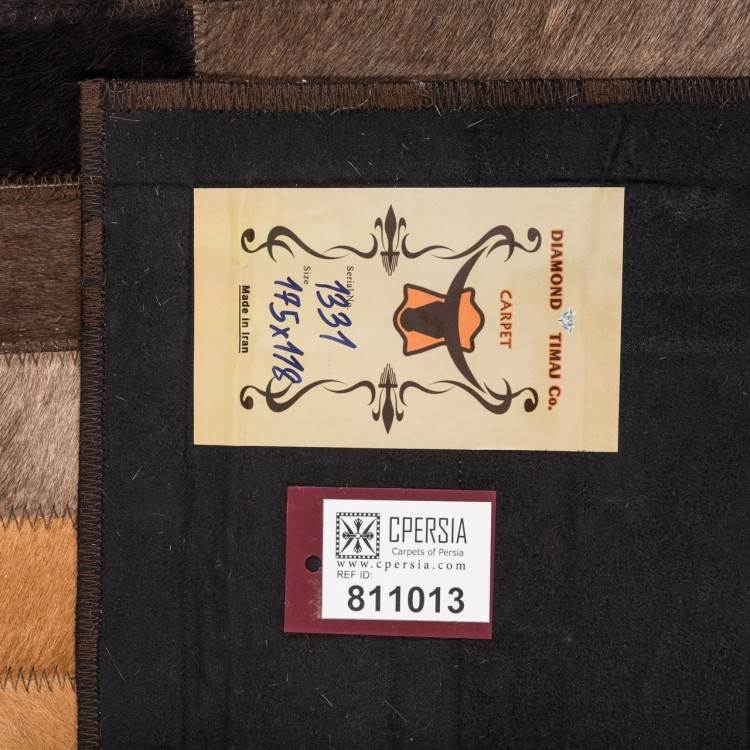 DIAMOND TIMAJ Co.
CARPET
Serial No
1331
Size
175x118
Made in Iran
CPERSIA
Carpets of Persia
www.cpersia.com
REF ID:
811013